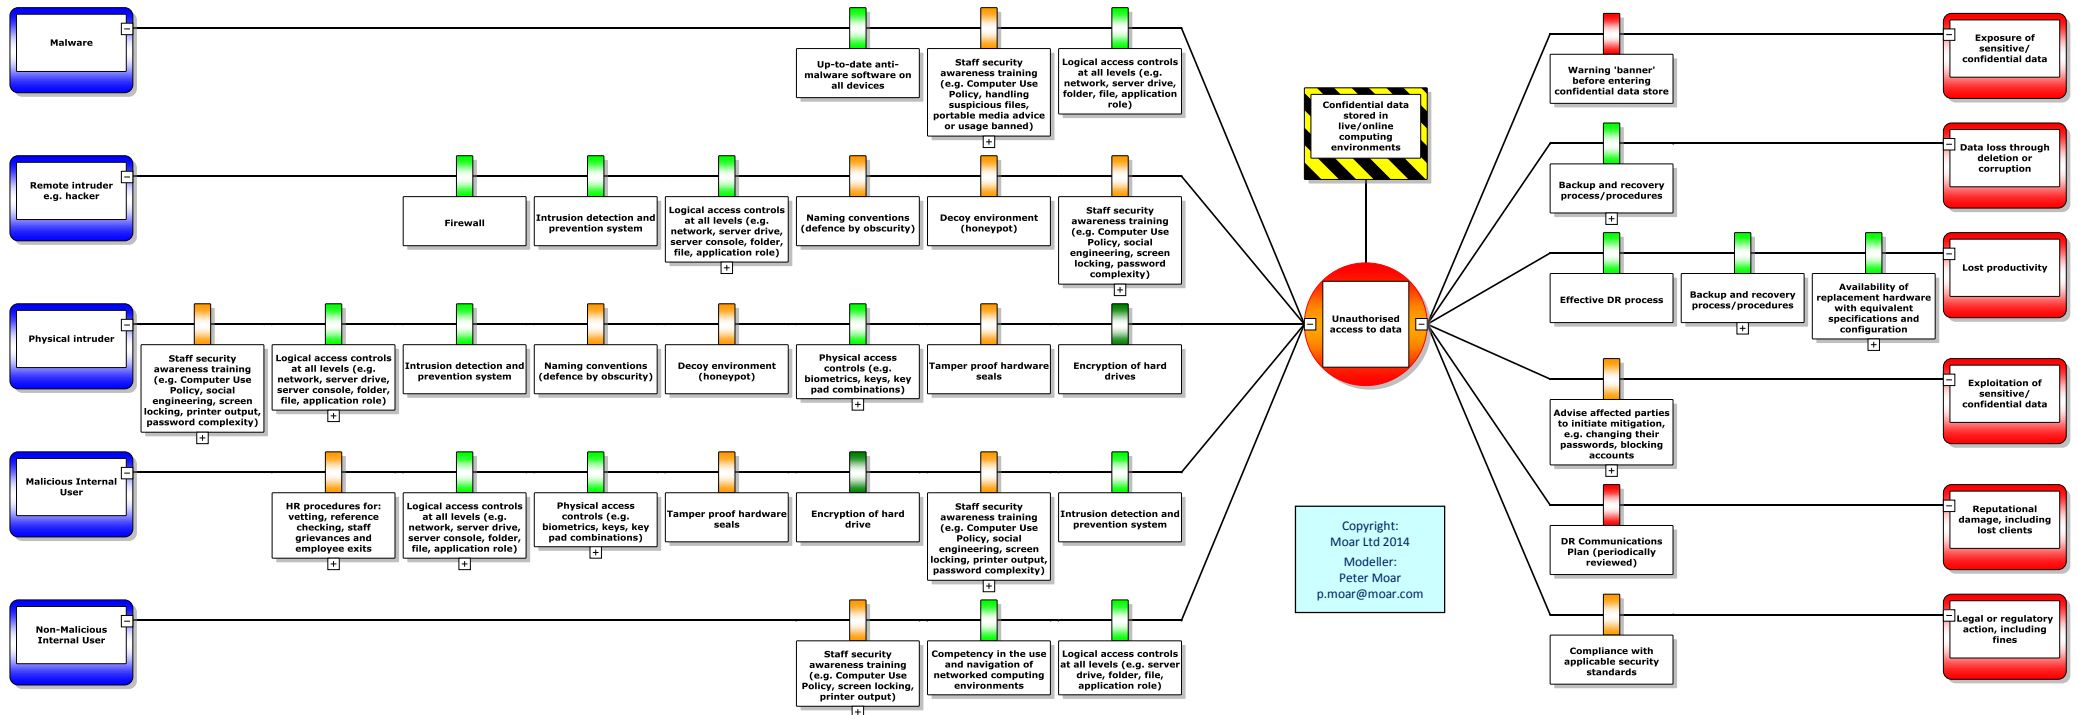 Malware
Up-to-date anti-
malware software on
all devices
Staff security
awareness training
(e.g. Computer Use
Policy, handling
suspicious files,
portable media advice
or usage banned)
Logical access controls
at all levels (e.g.
network, server drive,
folder, file, application
role)
Remote intruder
e.g. hacker
Firewall
Intrusion detection and
prevention system
Logical access controls
at all levels (e.g.
network, server drive,
server console, folder,
file, application role)
Naming conventions
(defence by obscurity)
Decoy environment
(honeypot)
Staff security
awareness training
(e.g. Computer Use
Policy, social
engineering, screen
locking, password
complexity)
Physical intruder
Staff security
awareness training
(e.g. Computer Use
Policy, social
engineering, screen
locking, printer output,
password complexity)
Logical access controls
at all levels (e.g.
network, server drive,
server console, folder,
file, application role)
Intrusion detection and
prevention system
Naming conventions
(defence by obscurity)
Decoy environment
(honeypot)
Physical access
controls (e.g.
biometrics, keys, key
pad combinations)
Tamper proof hardware
seals
Encryption of hard
drives
Malicious Internal
User
HR procedures for:
vetting, reference
checking, staff
grievances and
employee exits
Logical access controls
at all levels (e.g.
network, server drive,
server console, folder,
file, application role)
Physical access
controls (e.g.
biometrics, keys, key
pad combinations)
Tamper proof hardware
seals
Encryption of hard
drive
Staff security
awareness training
(e.g. Computer Use
Policy, social
engineering, screen
locking, printer output,
password complexity)
Intrusion detection and
prevention system
Non-Malicious
Internal User
Staff security
awareness training
(e.g. Computer Use
Policy, screen locking,
printer output)
Competency in the use
and navigation of
networked computing
environments
Logical access controls
at all levels (e.g. server
drive, folder, file,
application role)
Confidential data
stored in
live/online
computing
environments
Unauthorised
access to data
Copyright:
Moar Ltd 2014
Modeller:
Peter Moar
p.moar@moar.com
Warning 'banner'
before entering
confidential data store
Exposure of
sensitive/
confidential data
Backup and recovery
process/procedures
Data loss through
deletion or
corruption
Effective DR process
Backup and recovery
process/procedures
Availability of
replacement hardware
with equivalent
specifications and
configuration
Lost productivity
Advise affected parties
to initiate mitigation,
e.g. changing their
passwords, blocking
accounts
Exploitation of
sensitive/
confidential data
DR Communications
Plan (periodically
reviewed)
Reputational
damage, including
lost clients
Compliance with
applicable security
standards
Legal or regulatory
action, including
fines